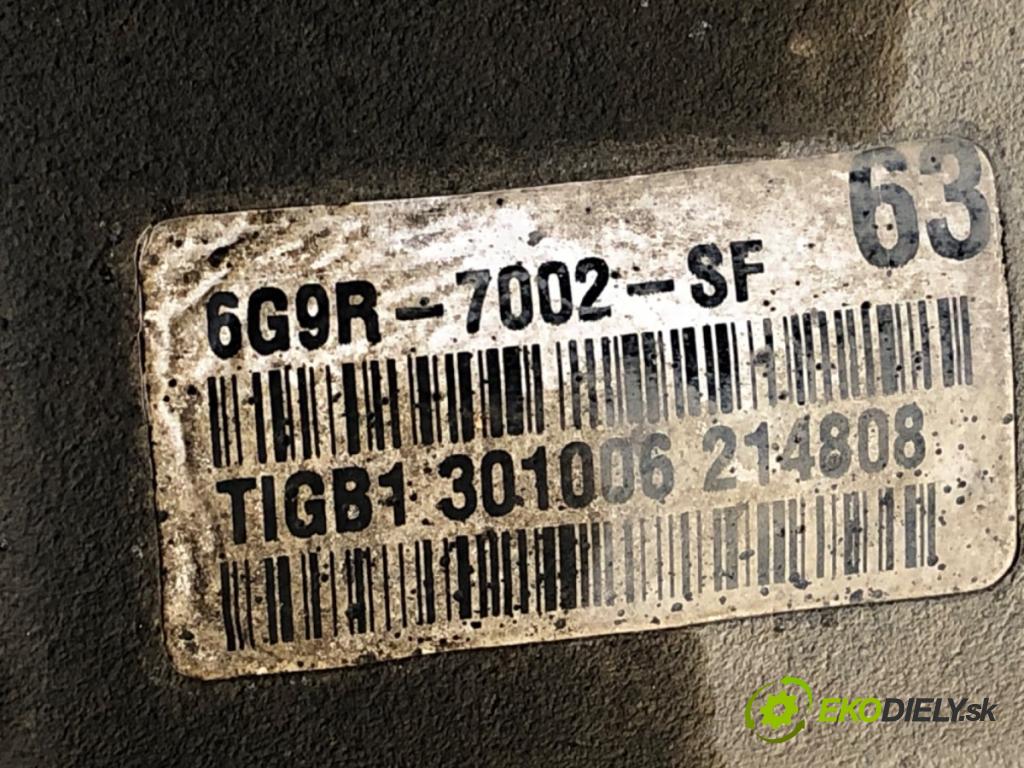 63
6G9R-7002-SF
TIGB1 301006 214808
EKODIELY.sk